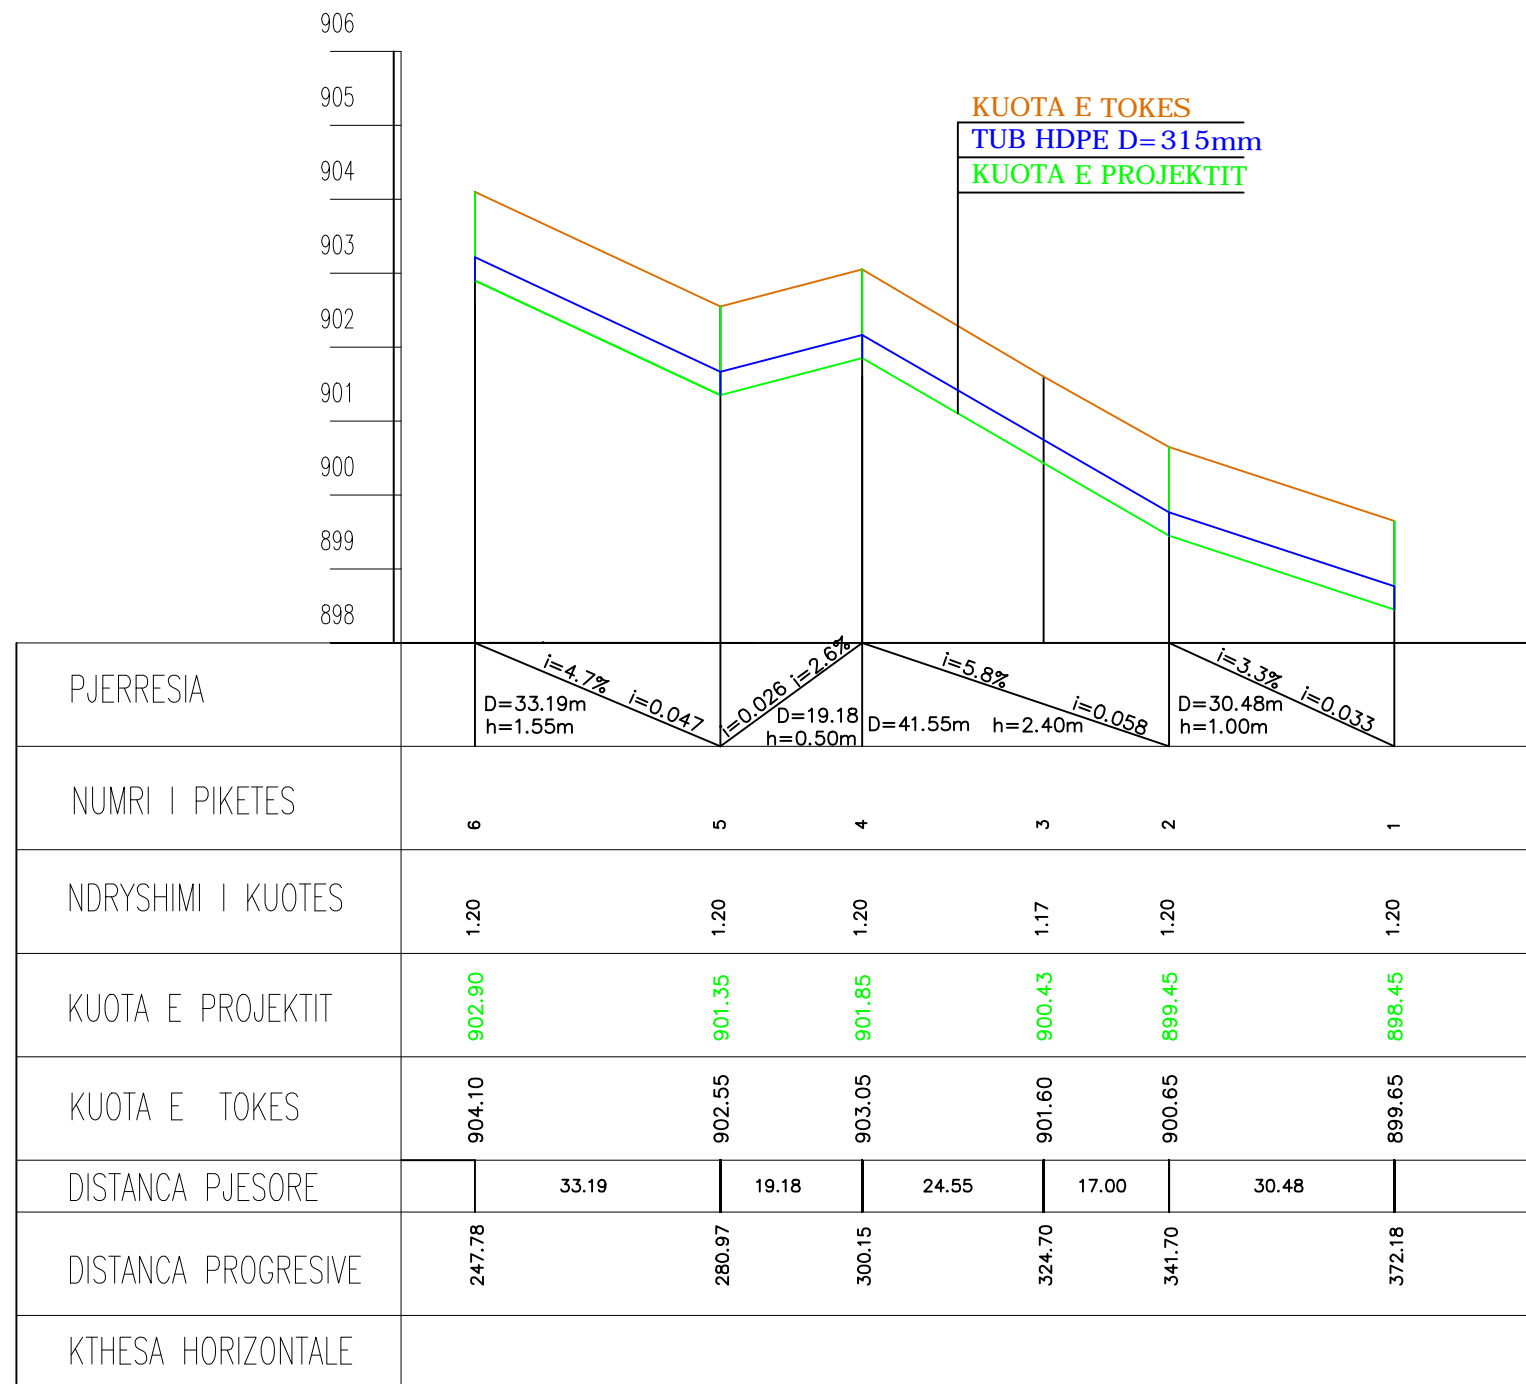 906
905
904
903
902
901
900
899
898
KUOTA E TOKES
TUB HDPE D=315mm
KUOTA E PROJEKTIT
PJERRESIA
i=4.7% i=0.047
D=33.19m
h=1.55m
i=0.026 i=2.6%
D=19.18
h=0.50m
i=5.8% i=0.058
D=41.55m h=2.40m
i=3.3% i=0.033
D=30.48m
h=1.00m
NUMRI I PIKETES 6 5 4 3 2 1
NDRYSHIMI I KUOTES 1.20 1.20 1.20 1.17 1.20 1.20
KUOTA E PROJEKTIT 902.90 901.35 901.85 900.43 899.45 898.45
KUOTA E TOKES 904.10 902.55 903.05 901.60 900.65 899.65
DISTANCA PJESORE 33.19 19.18 24.55 17.00 30.48
DISTANCA PROGRESIVE 247.78 280.97 300.15 324.70 341.70 372.18
KTHESA HORIZONTALE